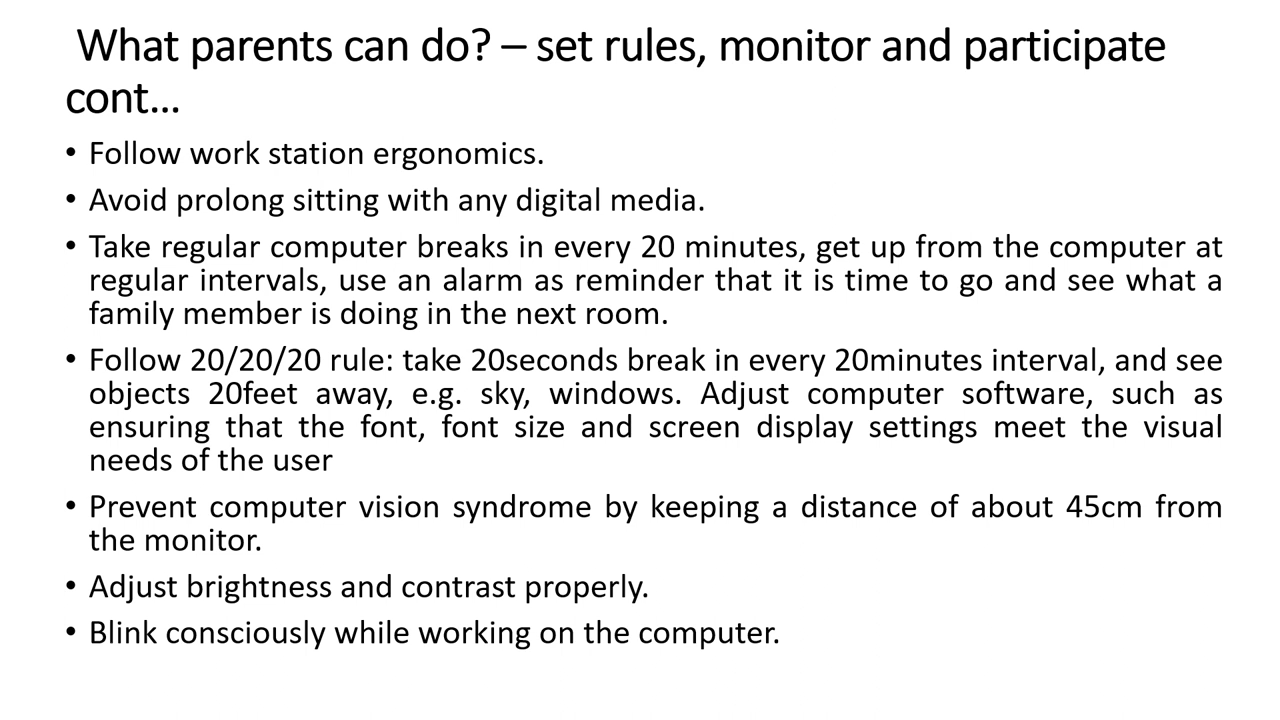 What parents can do? – set rules, monitor and participate
cont...
• Follow work station ergonomics.
• Avoid prolong sitting with any digital media.
• Take regular computer breaks in every 20 minutes, get up from the computer at
regular intervals, use an alarm as reminder that it is time to go and see what a
family member is doing in the next room.
• Follow 20/20/20 rule: take 20seconds break in every 20minutes interval, and see
objects 20feet away, e.g. sky, windows. Adjust computer software, such as
ensuring that the font, font size and screen display settings meet the visual
needs of the user
• Prevent computer vision syndrome by keeping a distance of about 45cm from
the monitor.
• Adjust brightness and contrast properly.
• Blink consciously while working on the computer.